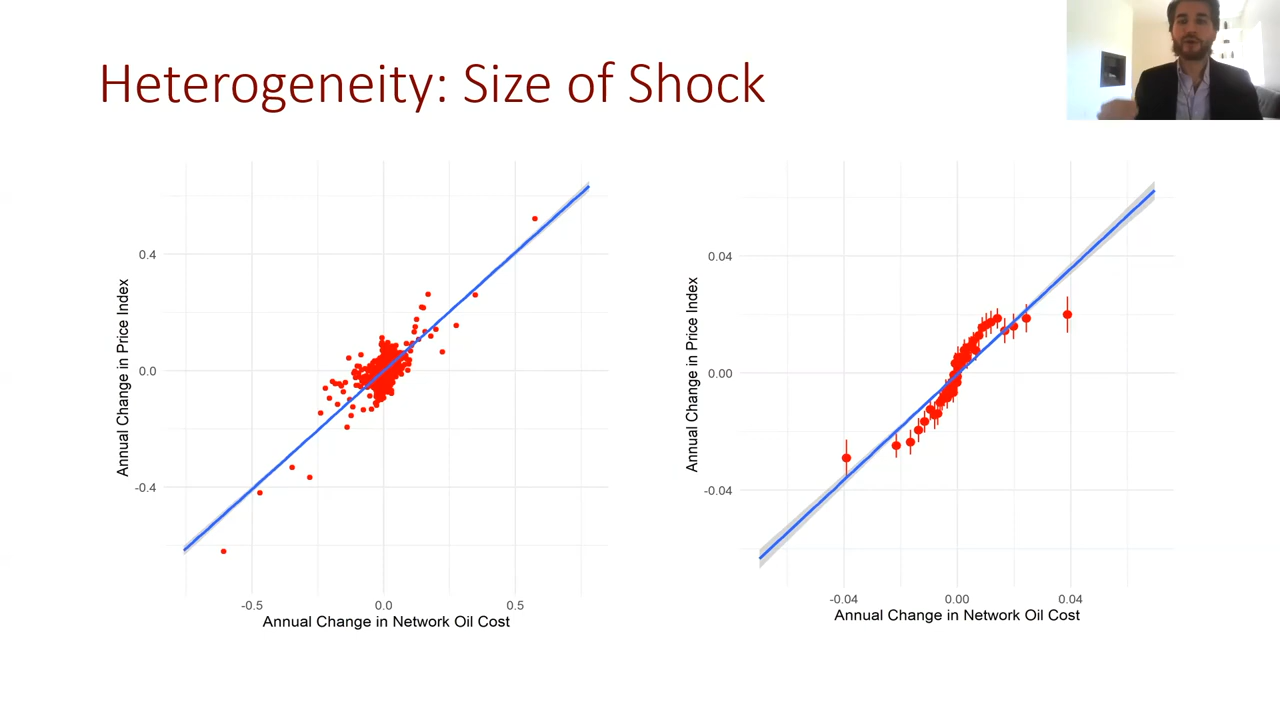 Heterogeneity: Size of Shock
Annual Change in Price Index
0.4
0.0
-0.4
-0.5
0.0
0.5
Annual Change in Network Oil Cost
Annual Change in Price Index
0.04
0.00
-0.04
-0.04
0.00
0.04
Annual Change in Network Oil Cost